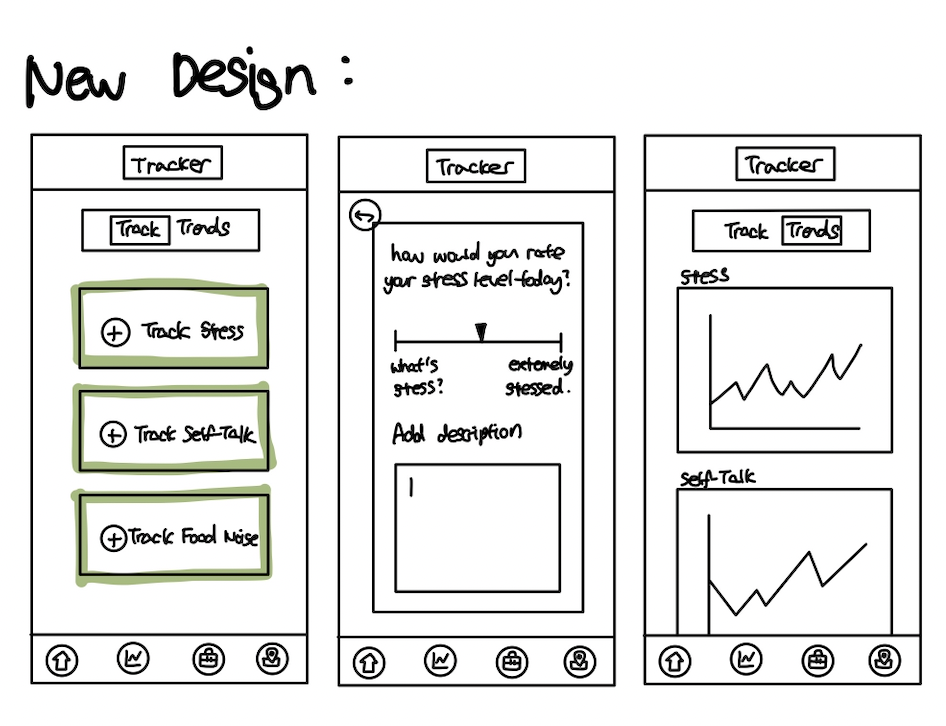 New Design:
Tracker
Track Trends
Track Stress
Track Self-Talk
Track Food Noise
Tracker
how would you rate
your stress level today?
what's
stress?
extremely
stressed.
Add description
Tracker
Track Trends
Stress
Self-Talk